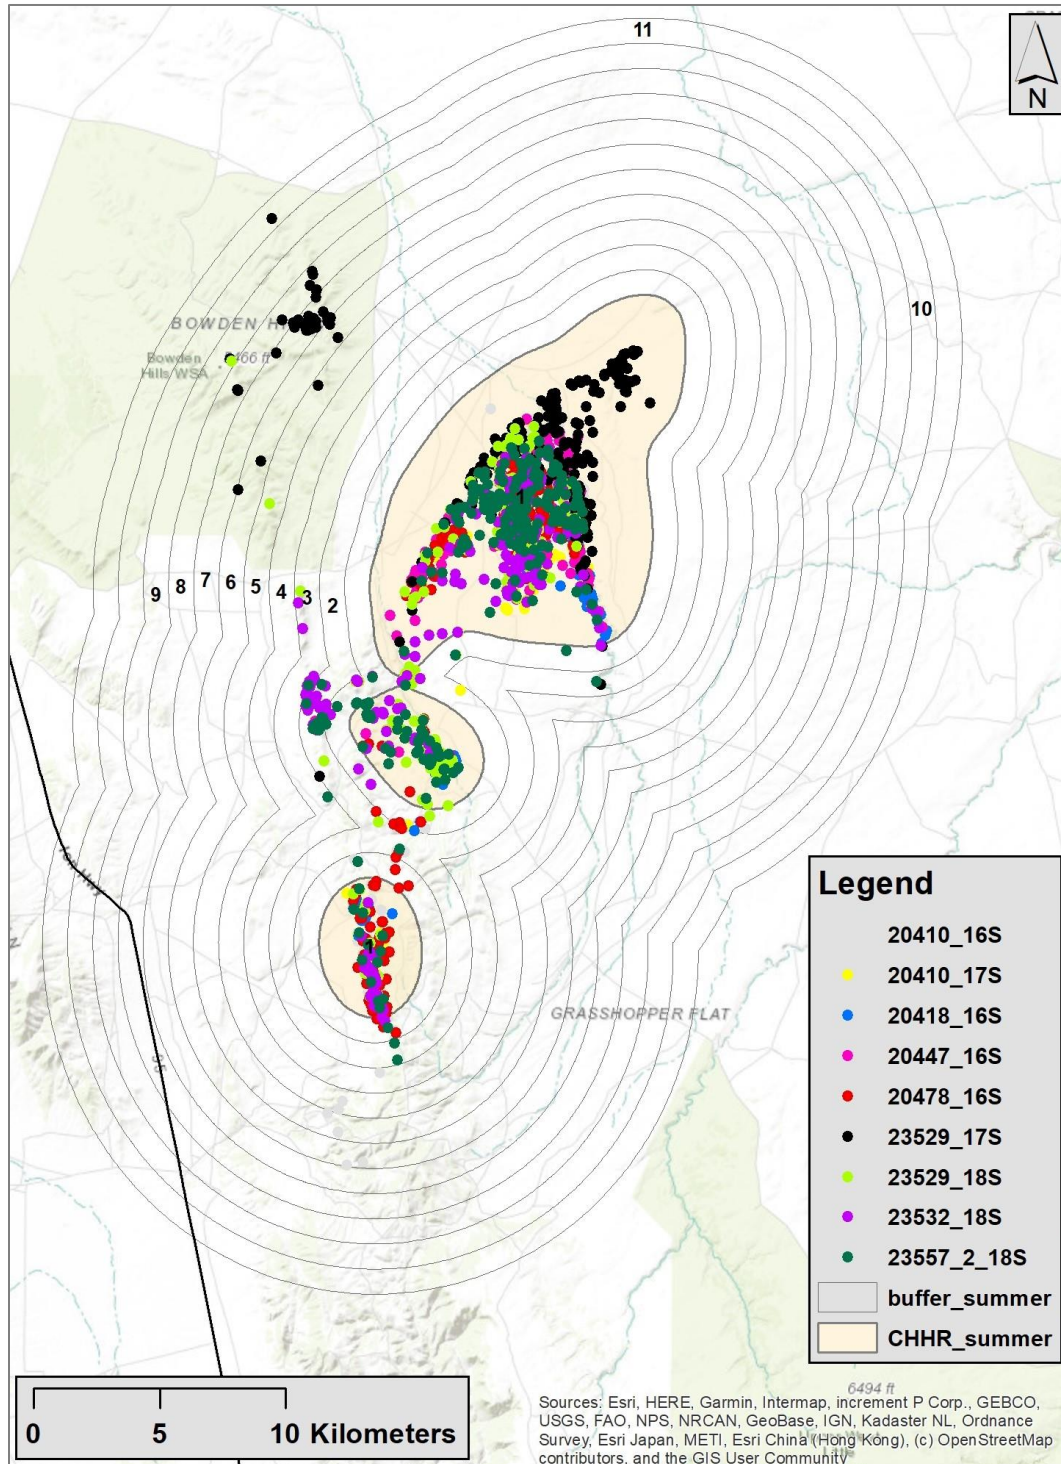 11
N
10
BOWDEN H
Bowden
Hills WSA
466 ft
1
9 8 7 6 5 4 3 2
1
GRASSHOPPER FLAT
95
Legend
20410_16S
20410_17S
20418_16S
20447_16S
20478_16S
23529_17S
23529_18S
23532_18S
23557_2_18S
buffer_summer
CHHR_summer
0 5 10 Kilometers
6494 ft
Sources: Esri, HERE, Garmin, Intermap, increment P Corp., GEBCO,
USGS, FAO, NPS, NRCAN, GeoBase, IGN, Kadaster NL, Ordnance
Survey, Esri Japan, METI, Esri China (Hong Kong), (c) OpenStreetMap
contributors, and the GIS User Community